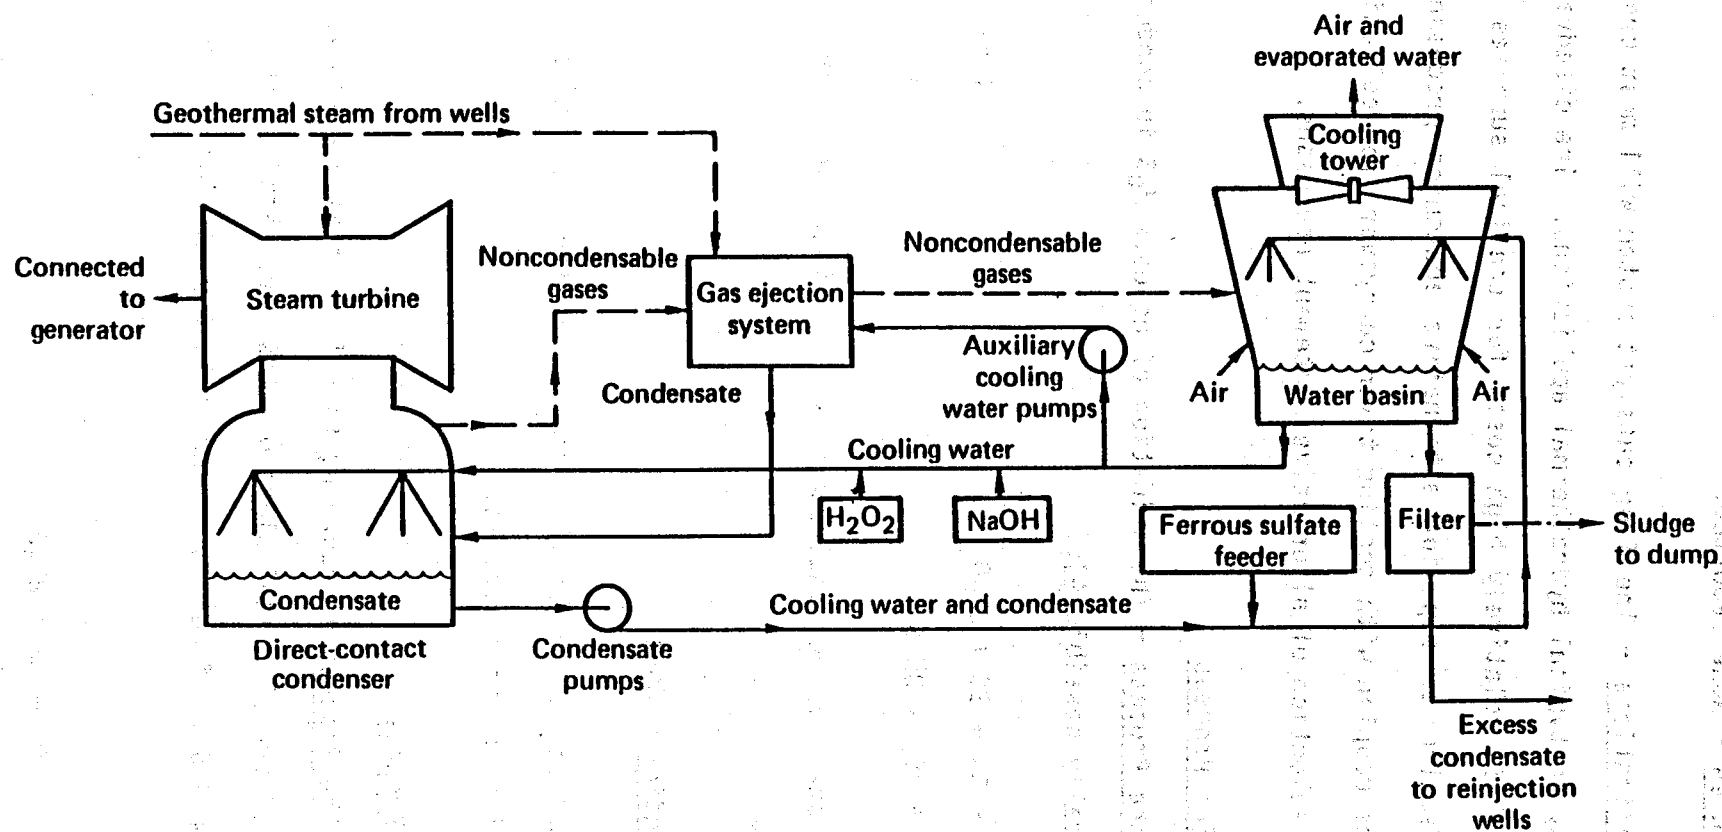 Air and
evaporated water
Geothermal steam from wells
Cooling
tower
Connected
to
generator
Steam turbine
Noncondensable
gases
Gas ejection
system
Noncondensable
gases
Condensate
Auxiliary
cooling
water pumps
Air
Water basin
Air
Cooling water
H2O2
NaOH
Ferrous sulfate
feeder
Filter
Sludge
to dump
Condensate
Cooling water and condensate
Direct-contact
condenser
Condensate
pumps
Excess
condensate
to reinjection
wells